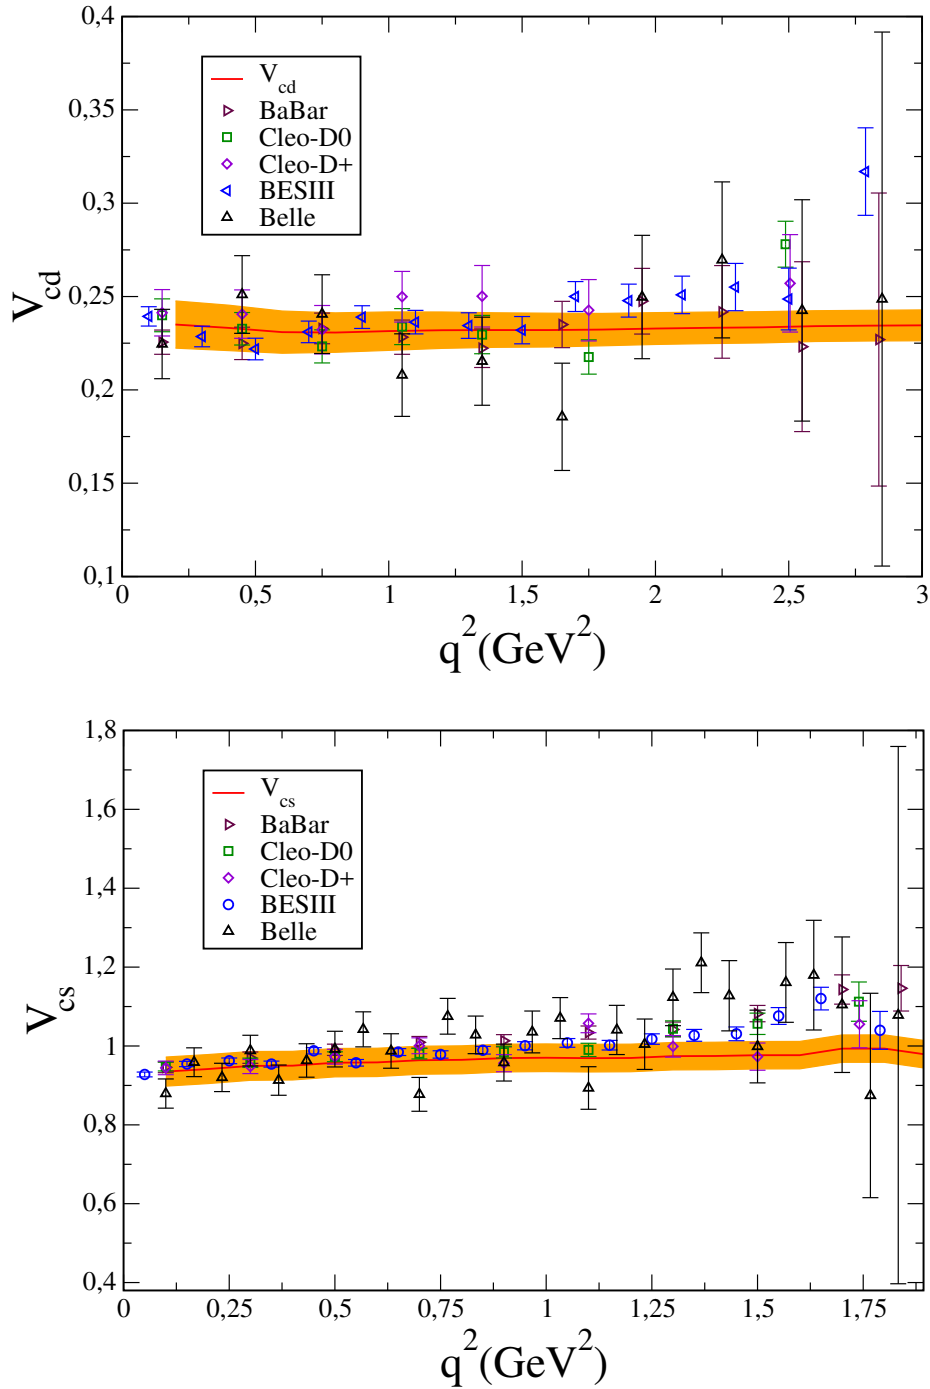 0,4
0,35
0,3
0,25
0,2
0,15
0,1
V_cd
V_cd
BaBar
Cleo-D0
Cleo-D+
BESIII
Belle
0 0,5 1 1,5 2 2,5 3
q^2(GeV^2)
1,8
1,6
1,4
1,2
1
0,8
0,6
0,4
V_cs
V_cs
BaBar
Cleo-D0
Cleo-D+
BESIII
Belle
0 0,25 0,5 0,75 1 1,25 1,5 1,75
q^2(GeV^2)